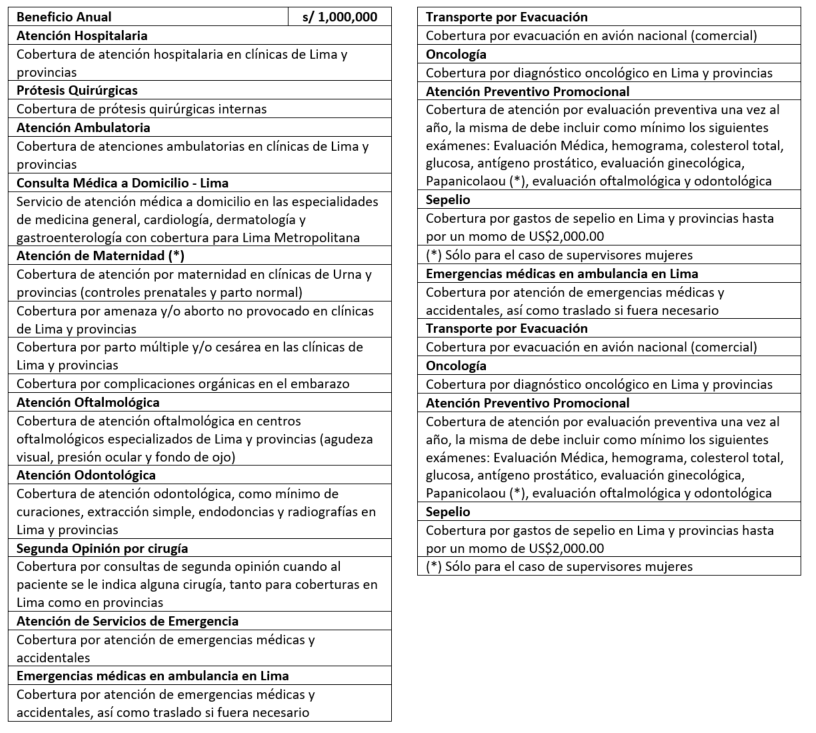 Beneficio Anual s/ 1,000,000
Atención Hospitalaria
Cobertura de atención hospitalaria en clínicas de Lima y
provincias
Prótesis Quirúrgicas
Cobertura de prótesis quirúrgicas internas
Atención Ambulatoria
Cobertura de atenciones ambulatorias en clínicas de Lima y
provincias
Consulta Médica a Domicilio - Lima
Servicio de atención médica a domicilio en las especialidades
de medicina general, cardiología, dermatología y
gastroenterología con cobertura para Lima Metropolitana
Atención de Maternidad (*)
Cobertura de atención por maternidad en clínicas de Urna y
provincias (controles prenatales y parto normal)
Cobertura por amenaza y/o aborto no provocado en clínicas
de Lima y provincias
Cobertura por parto múltiple y/o cesárea en las clínicas de
Lima y provincias
Cobertura por complicaciones orgánicas en el embarazo
Atención Oftalmológica
Cobertura de atención oftalmológica en centros
oftalmológicos especializados de Lima y provincias (agudeza
visual, presión ocular y fondo de ojo)
Atención Odontológica
Cobertura de atención odontológica, como mínimo de
curaciones, extracción simple, endodoncias y radiografías en
Lima y provincias
Segunda Opinión por cirugía
Cobertura por consultas de segunda opinión cuando al
paciente se le indica alguna cirugía, tanto para coberturas en
Lima como en provincias
Atención de Servicios de Emergencia
Cobertura por atención de emergencias médicas y
accidentales
Emergencias médicas en ambulancia en Lima
Cobertura por atención de emergencias médicas y
accidentales, así como traslado si fuera necesario
Transporte por Evacuación
Cobertura por evacuación en avión nacional (comercial)
Oncología
Cobertura por diagnóstico oncológico en Lima y provincias
Atención Preventivo Promocional
Cobertura de atención por evaluación preventiva una vez al
año, la misma de debe incluir como mínimo los siguientes
exámenes: Evaluación Médica, hemograma, colesterol total,
glucosa, antígeno prostático, evaluación ginecológica,
Papanicolaou (*), evaluación oftalmológica y odontológica
Sepelio
Cobertura por gastos de sepelio en Lima y provincias hasta
por un momo de US$2,000.00
(*) Sólo para el caso de supervisores mujeres
Emergencias médicas en ambulancia en Lima
Cobertura por atención de emergencias médicas y
accidentales, así como traslado si fuera necesario
Transporte por Evacuación
Cobertura por evacuación en avión nacional (comercial)
Oncología
Cobertura por diagnóstico oncológico en Lima y provincias
Atención Preventivo Promocional
Cobertura de atención por evaluación preventiva una vez al
año, la misma de debe incluir como mínimo los siguientes
exámenes: Evaluación Médica, hemograma, colesterol total,
glucosa, antígeno prostático, evaluación ginecológica,
Papanicolaou (*), evaluación oftalmológica y odontológica
Sepelio
Cobertura por gastos de sepelio en Lima y provincias hasta
por un momo de US$2,000.00
(*) Sólo para el caso de supervisores mujeres